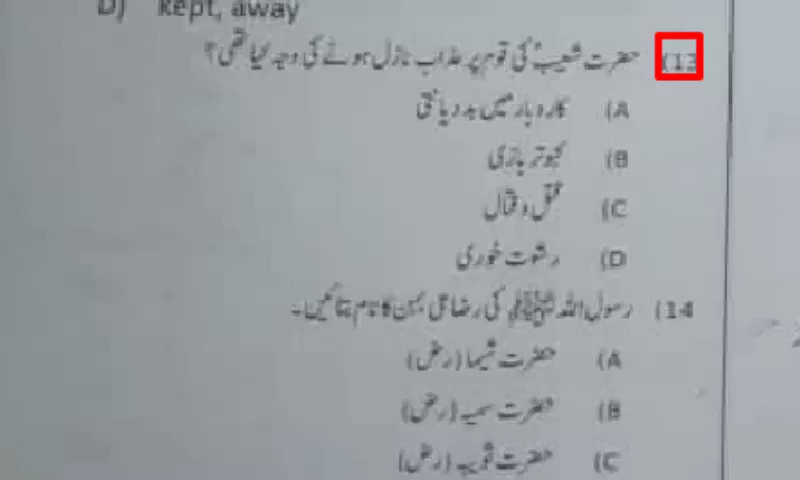 D) kept, away
13) حضرت شعیبؑ کی قوم پر عذاب نازل ہونے کی وجہ کیا تھی؟
A) کاروبار میں بددیانتی
B) کبوتر بازی
C) قتل و قتال
D) رشوت خوری
14) رسول اللہ ﷺ کی رضاعی بہن کا نام بتائیں۔
A) حضرت شیما (رض)
B) حضرت سمیہ (رض)
C) حضرت ثویبہ (رض)